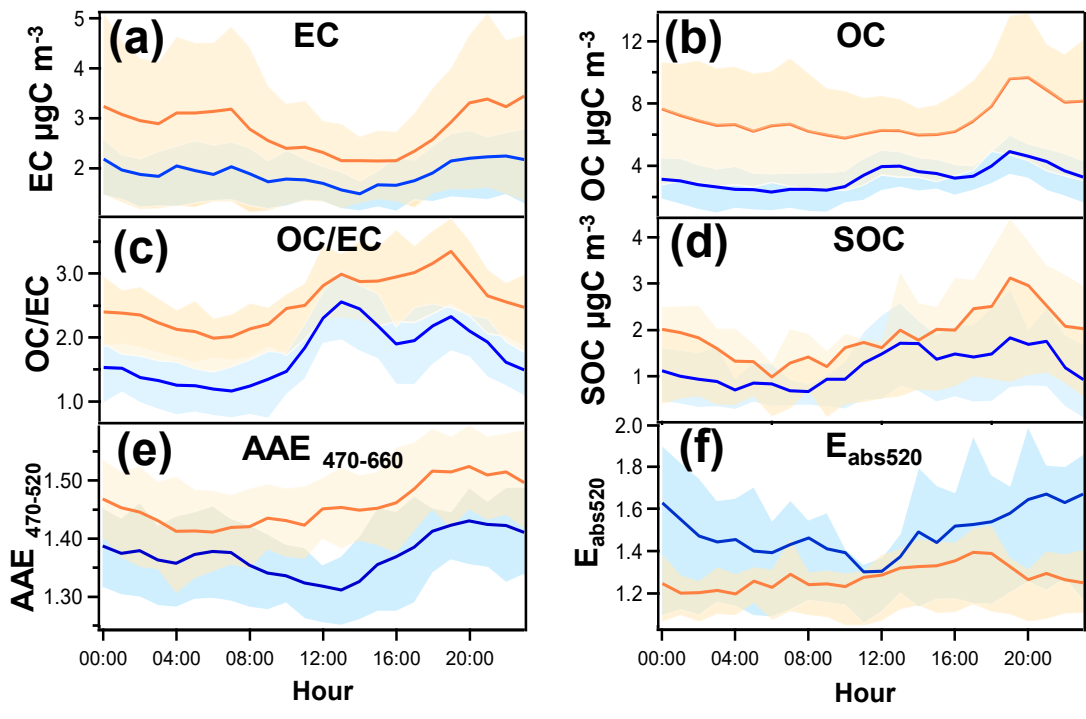 (a) EC
EC µgC m-3
5
4
3
2
(b) OC
OC µgC m-3
12
8
4
(c) OC/EC
OC/EC
3.0
2.0
1.0
(d) SOC
SOC µgC m-3
4
3
2
1
(e) AAE 470-660
AAE 470-520
1.50
1.40
1.30
00:00 04:00 08:00 12:00 16:00 20:00
Hour
(f) Eabs520
Eabs520
2.0
1.8
1.6
1.4
1.2
00:00 04:00 08:00 12:00 16:00 20:00
Hour